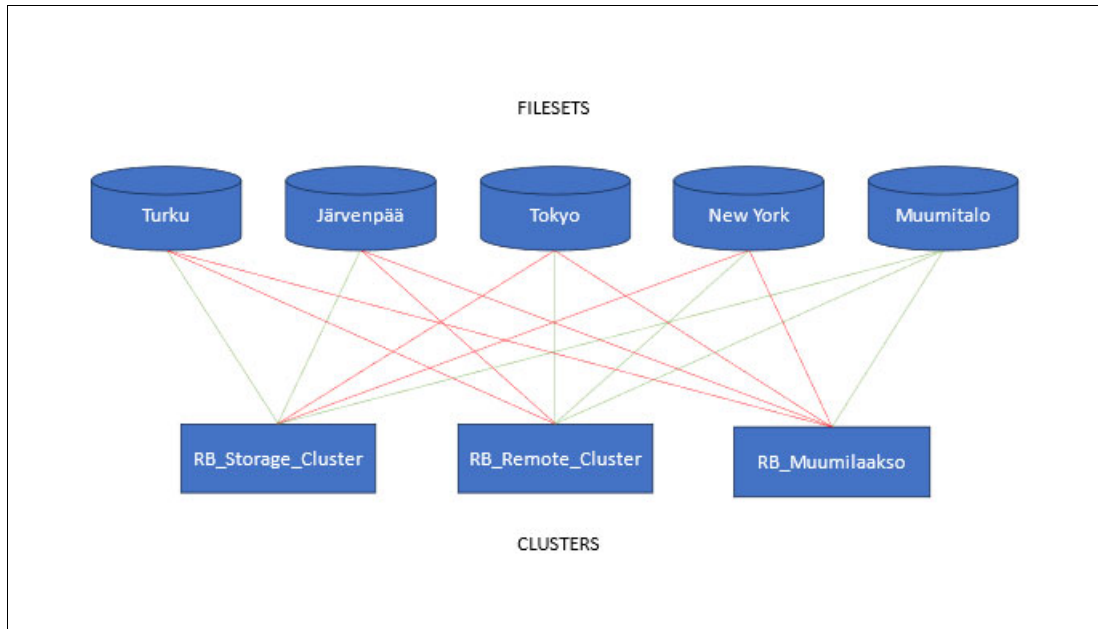 FILESETS
Turku
Järvenpää
Tokyo
New York
Muumitalo
RB_Storage_Cluster
RB_Remote_Cluster
RB_Muumilaakso
CLUSTERS